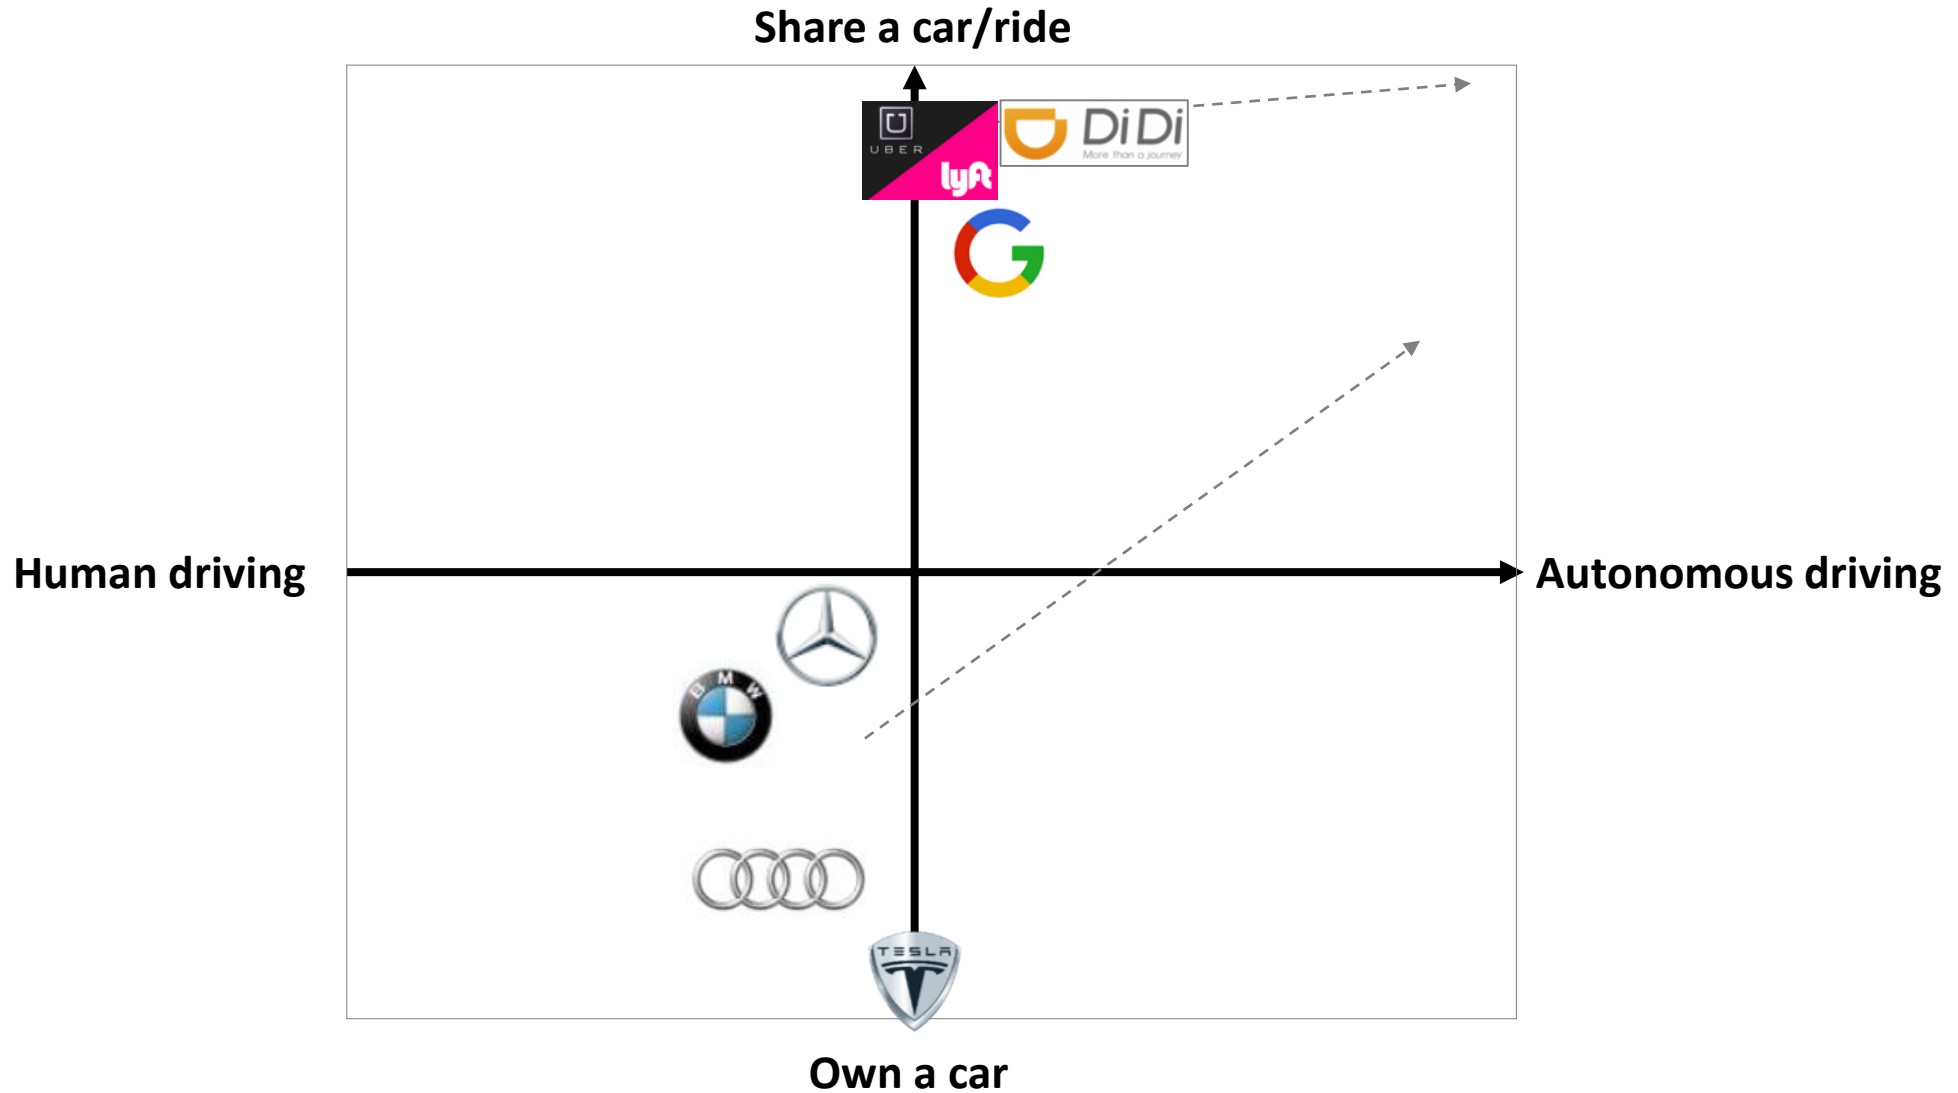 Share a car/ride
UBER
lyft
DiDi
More than a journey
Human driving
Autonomous driving
BMW
TESLA
Own a car